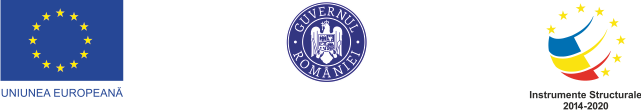 UNIUNEA EUROPEANĂ
GUVERNUL
ROMÂNIEI
Instrumente Structurale
2014-2020